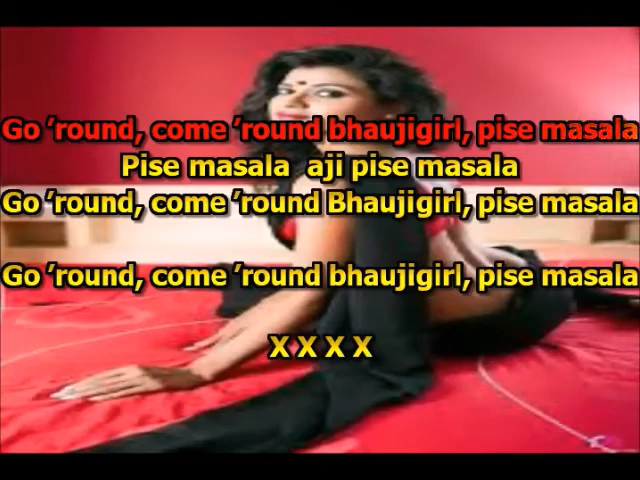 Go ’round, come ’round bhaujigirl, pise masala
Pise masala  aji pise masala
Go ’round, come ’round Bhaujigirl, pise masala
Go ’round, come ’round bhaujigirl, pise masala
X X X X